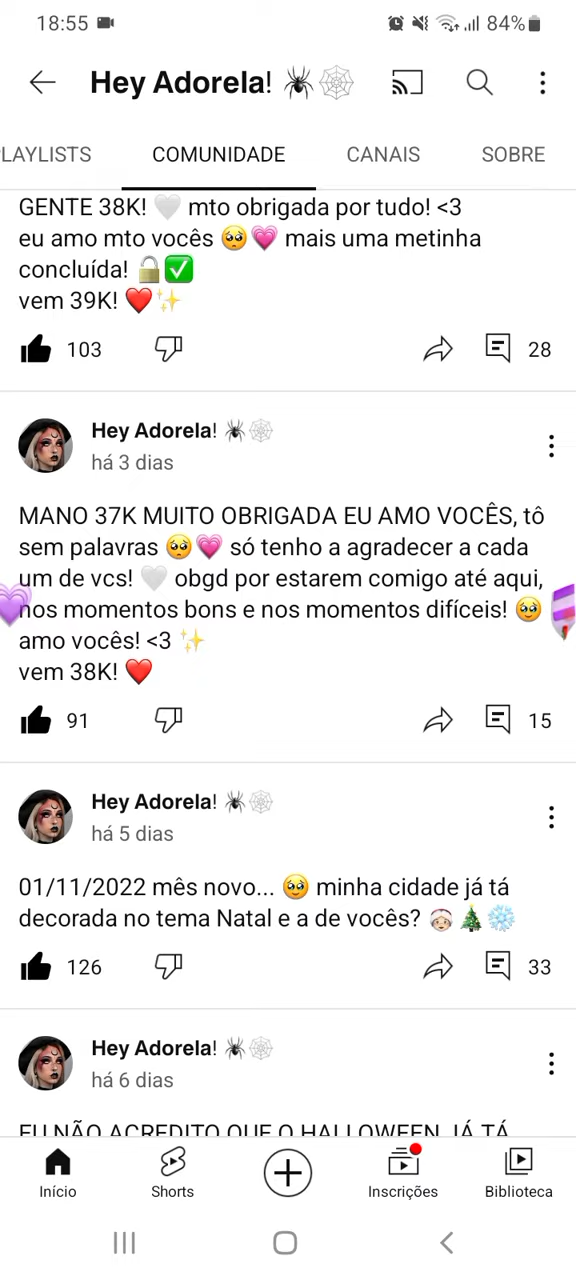 18:55 84%
Hey Adorela! 🕷️🕸️
PLAYLISTS COMUNIDADE CANAIS SOBRE
GENTE 38K! 🤍 mto obrigada por tudo! <3
eu amo mto vocês 🥺💗 mais uma metinha
concluída! 🔓✅
vem 39K! ❤️✨
103 28
Hey Adorela! 🕷️🕸️
há 3 dias
MANO 37K MUITO OBRIGADA EU AMO VOCÊS, tô
sem palavras 🥺💗 só tenho a agradecer a cada
um de vcs! 🤍 obgd por estarem comigo até aqui,
nos momentos bons e nos momentos difíceis! 🥹
amo vocês! <3 ✨
vem 38K! ❤️
91 15
Hey Adorela! 🕷️🕸️
há 5 dias
01/11/2022 mês novo... 🥹 minha cidade já tá
decorada no tema Natal e a de vocês? 🤶🏻🎄❄️
126 33
Hey Adorela! 🕷️🕸️
há 6 dias
EU NÃO ACREDITO QUE O HALLOWEEN JÁ TÁ
Início Shorts Inscrições Biblioteca